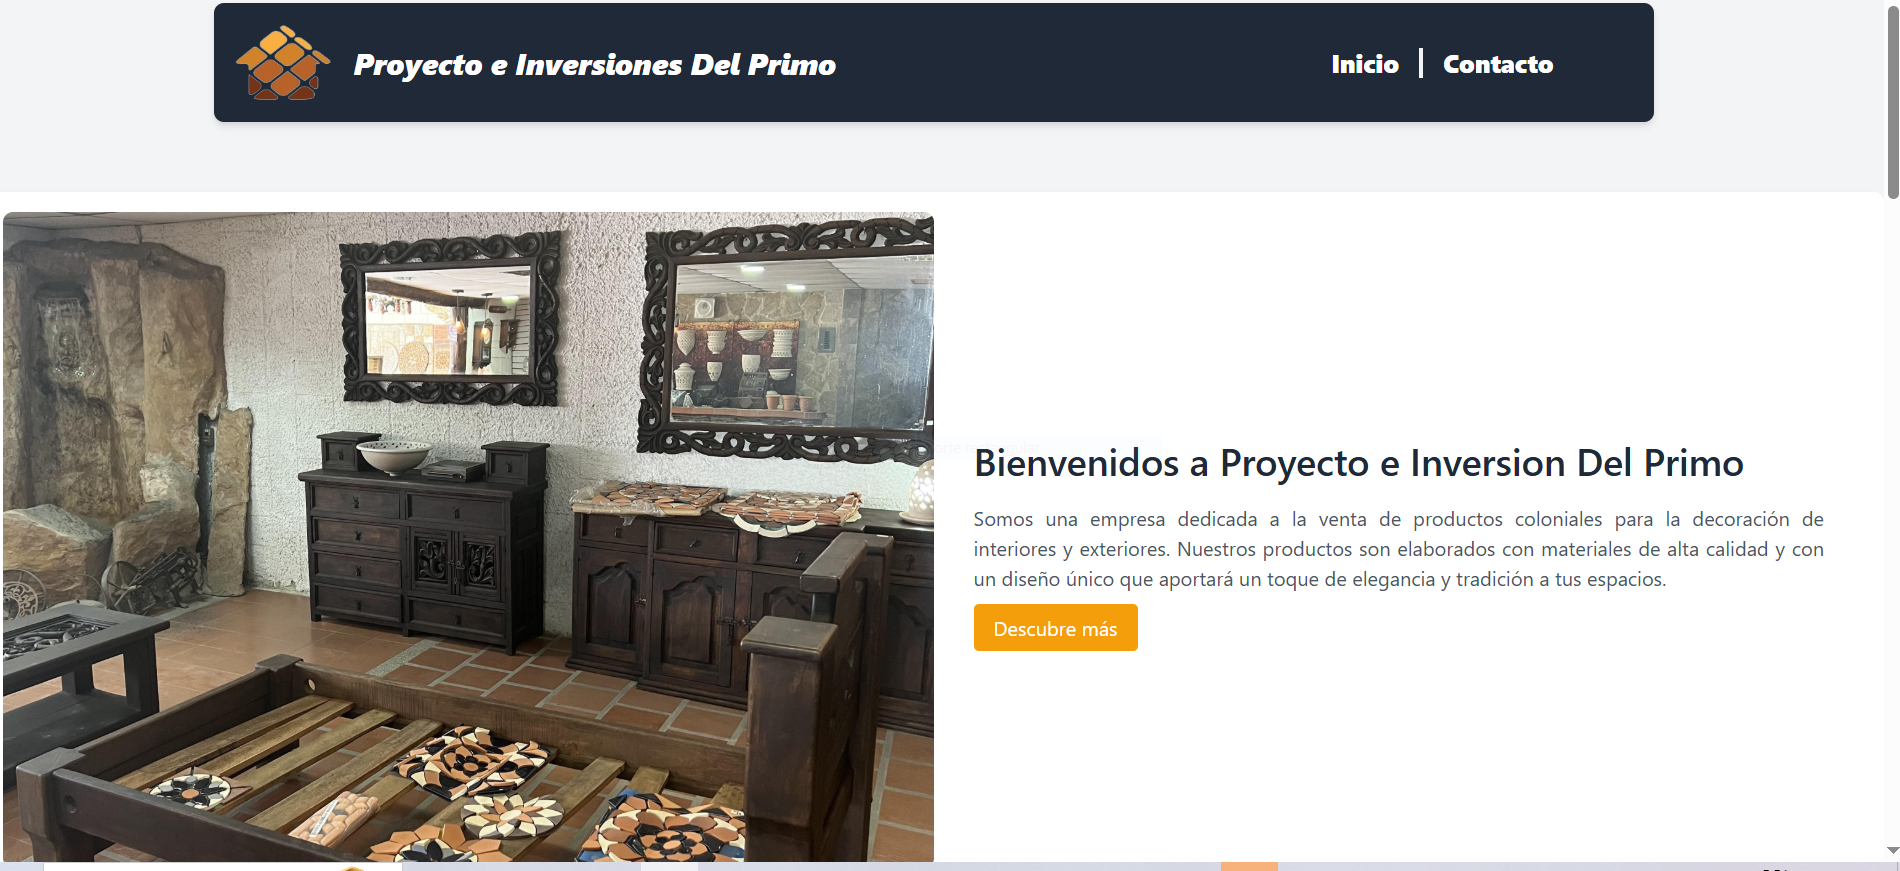 Proyecto e Inversiones Del Primo
Inicio
Contacto
Bienvenidos a Proyecto e Inversion Del Primo
Somos una empresa dedicada a la venta de productos coloniales para la decoración de
interiores y exteriores. Nuestros productos son elaborados con materiales de alta calidad y con
un diseño único que aportará un toque de elegancia y tradición a tus espacios.
Descubre más